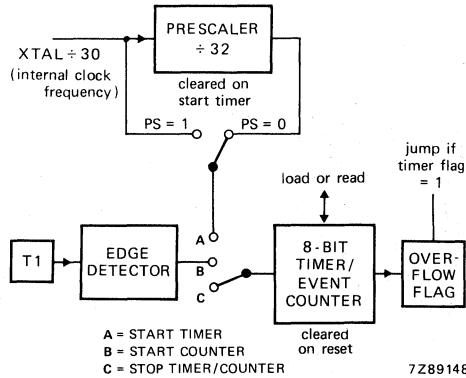 PRESCALER
÷ 32
XTAL ÷ 30
(internal clock
frequency)
cleared on
start timer
PS = 1
PS = 0
jump if
timer flag
= 1
load or read
T1
EDGE
DETECTOR
A
B
C
8-BIT
TIMER/
EVENT
COUNTER
OVER-
FLOW
FLAG
cleared
on reset
A = START TIMER
B = START COUNTER
C = STOP TIMER/COUNTER
7Z89148